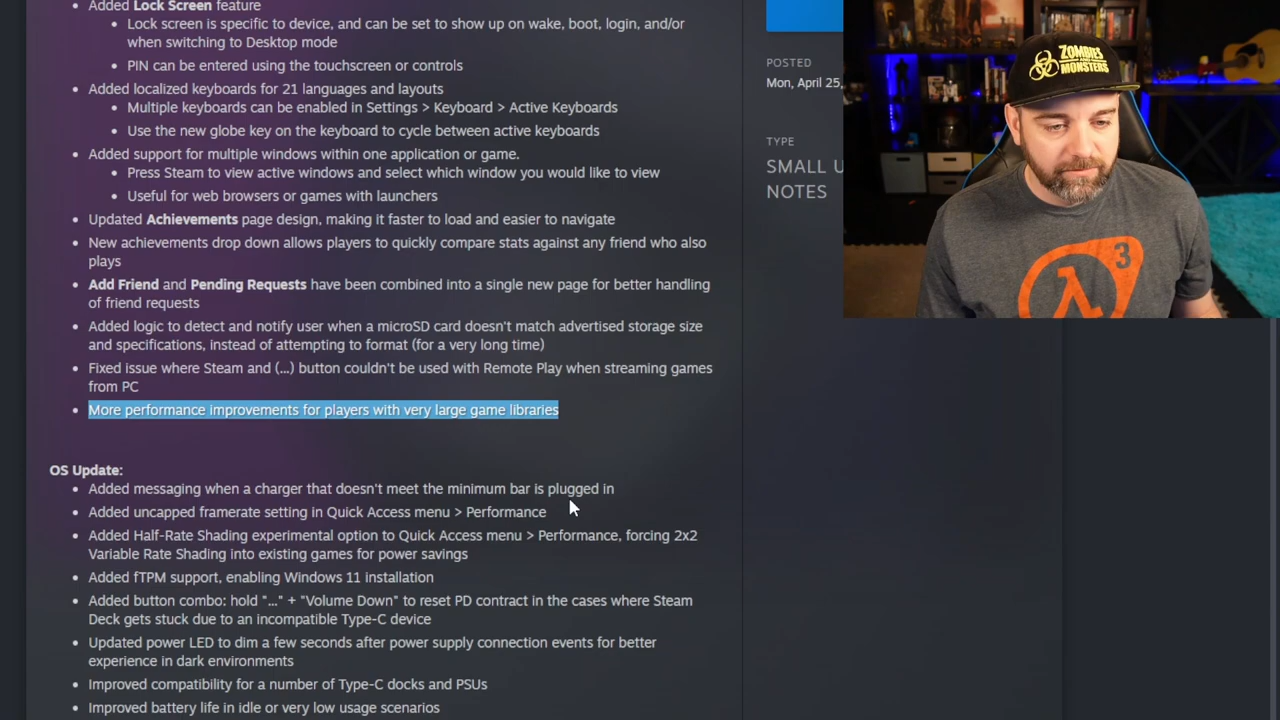 • Added Lock Screen feature
• Lock screen is specific to device, and can be set to show up on wake, boot, login, and/or
when switching to Desktop mode
• PIN can be entered using the touchscreen or controls
• Added localized keyboards for 21 languages and layouts
• Multiple keyboards can be enabled in Settings > Keyboard > Active Keyboards
• Use the new globe key on the keyboard to cycle between active keyboards
• Added support for multiple windows within one application or game.
• Press Steam to view active windows and select which window you would like to view
• Useful for web browsers or games with launchers
• Updated Achievements page design, making it faster to load and easier to navigate
• New achievements drop down allows players to quickly compare stats against any friend who also
plays
• Add Friend and Pending Requests have been combined into a single new page for better handling
of friend requests
• Added logic to detect and notify user when a microSD card doesn't match advertised storage size
and specifications, instead of attempting to format (for a very long time)
• Fixed issue where Steam and (...) button couldn't be used with Remote Play when streaming games
from PC
• More performance improvements for players with very large game libraries
OS Update:
• Added messaging when a charger that doesn't meet the minimum bar is plugged in
• Added uncapped framerate setting in Quick Access menu > Performance
• Added Half-Rate Shading experimental option to Quick Access menu > Performance, forcing 2x2
Variable Rate Shading into existing games for power savings
• Added fTPM support, enabling Windows 11 installation
• Added button combo: hold "..." + "Volume Down" to reset PD contract in the cases where Steam
Deck gets stuck due to an incompatible Type-C device
• Updated power LED to dim a few seconds after power supply connection events for better
experience in dark environments
• Improved compatibility for a number of Type-C docks and PSUs
• Improved battery life in idle or very low usage scenarios
POSTED
Mon, April 25,
TYPE
SMALL U
NOTES
ZOMBIES
MONSTERS
λ3